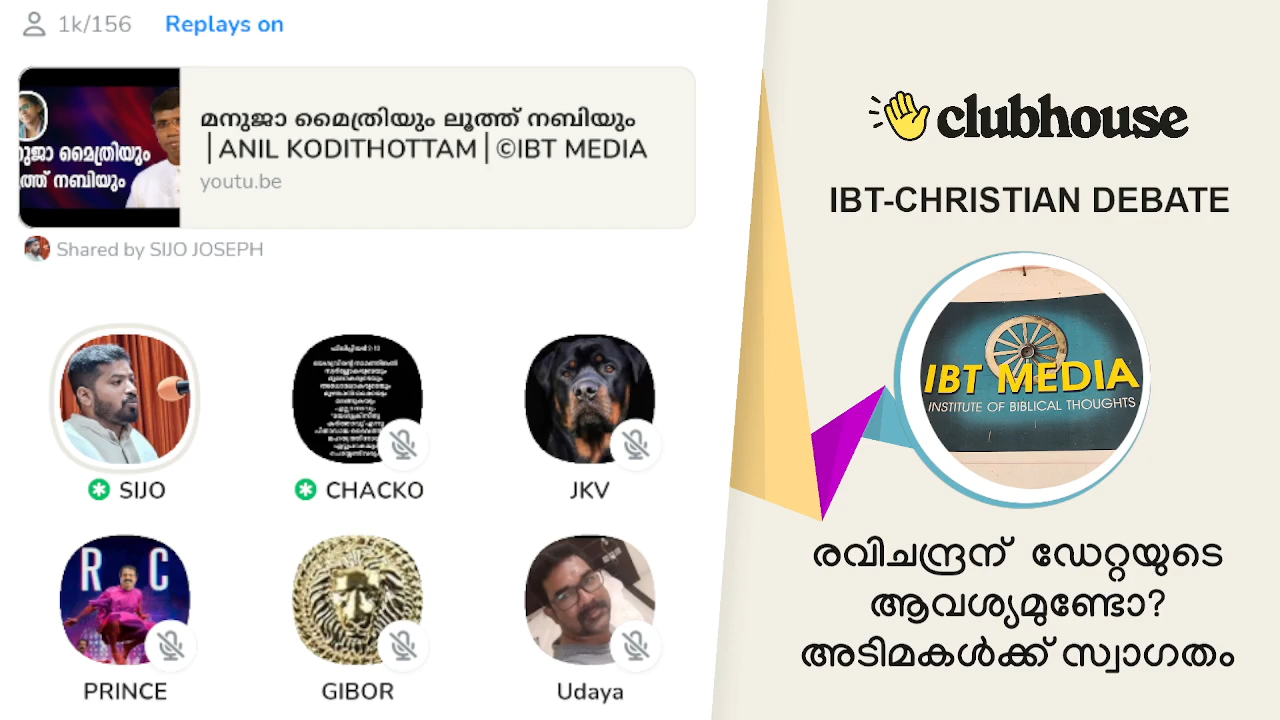 1k/156 Replays on
മനുജാ മൈത്രിയും ലൂത്ത് നബിയും
│ANIL KODITHOTTAM│©IBT MEDIA
youtu.be
നുജാ മൈത്രിയും
ത്ത് നബിയും
Shared by SIJO JOSEPH
SIJO
CHACKO
JKV
R C
PRINCE
GIBOR
Udaya
clubhouse
IBT-CHRISTIAN DEBATE
IBT MEDIA
INSTITUTE OF BIBLICAL THOUGHTS
രവിചന്ദ്രന് ഡേറ്റയുടെ
ആവശ്യമുണ്ടോ?
അടിമകൾക്ക് സ്വാഗതം